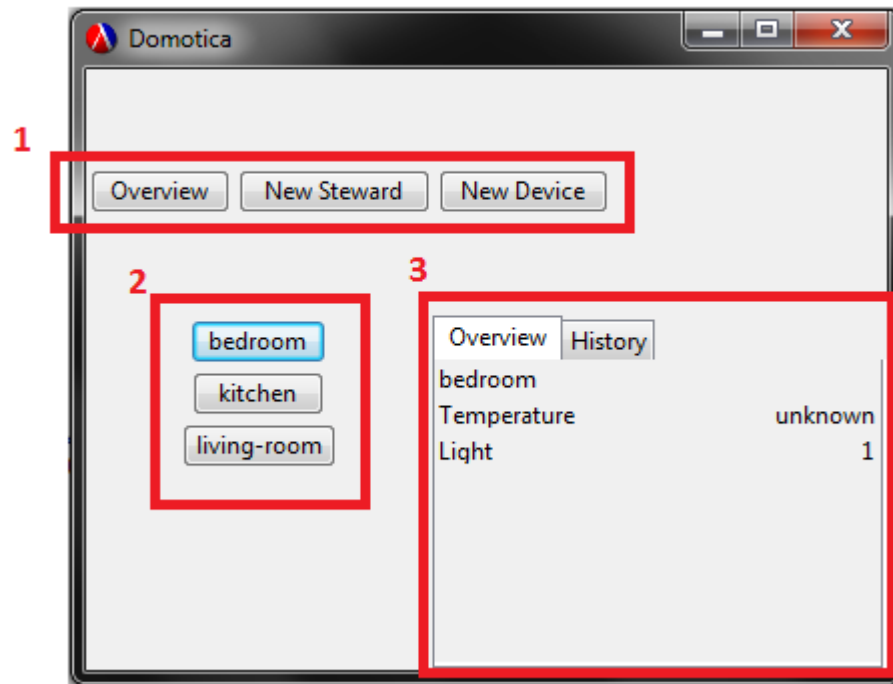 Domotica
1
Overview New Steward New Device
2
3
bedroom
kitchen
living-room
Overview History
bedroom
Temperature unknown
Light 1